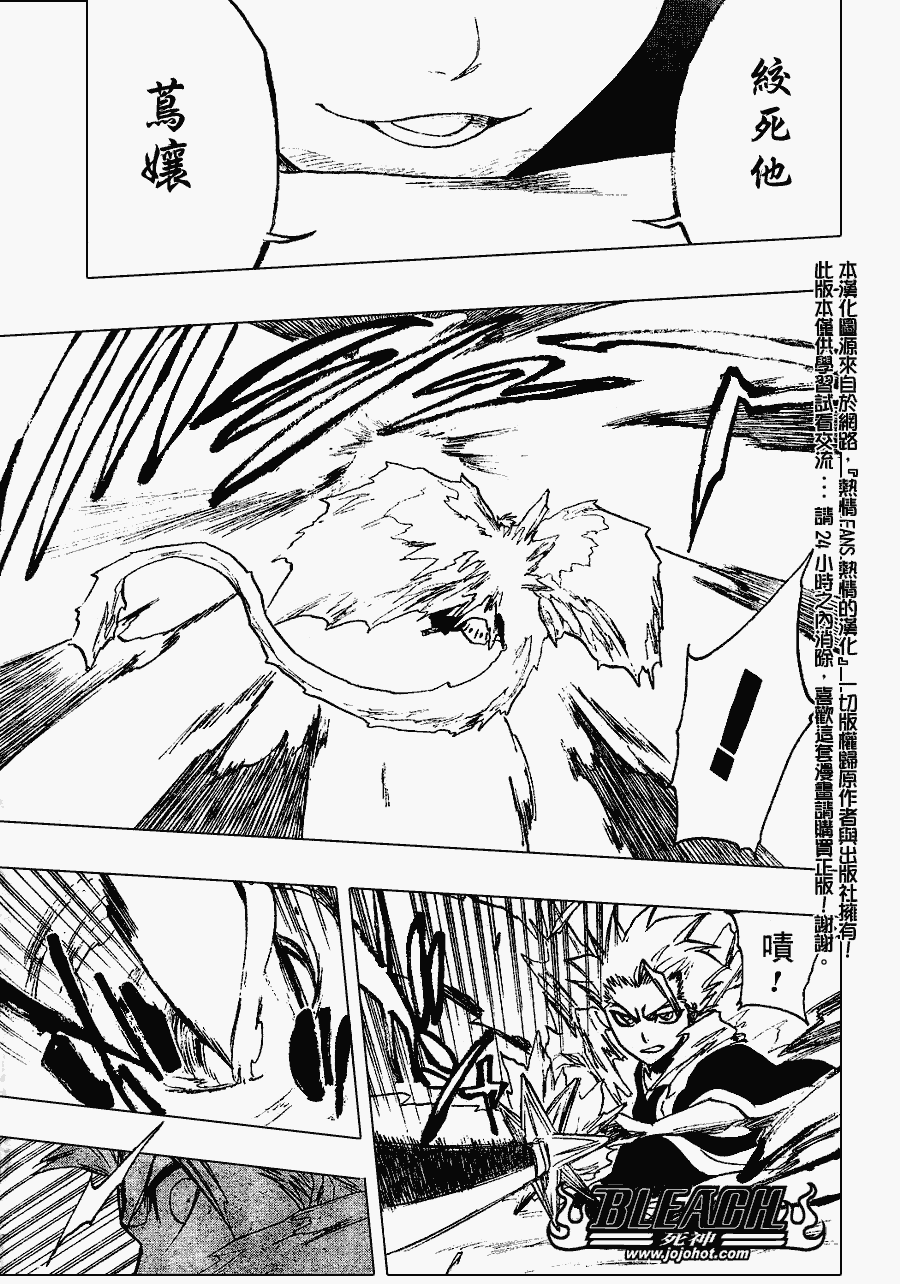 絞死他
蔦孃
!
嘖!
本漢化圖源來自於網路，『熱情FANS熱情的漢化』一切版權歸原作者與出版社擁有！
此版本僅供學習試看交流...請24小時之內消除，喜歡這套漫畫請購買正版！謝謝。
BLEACH
死神
www.jojohot.com